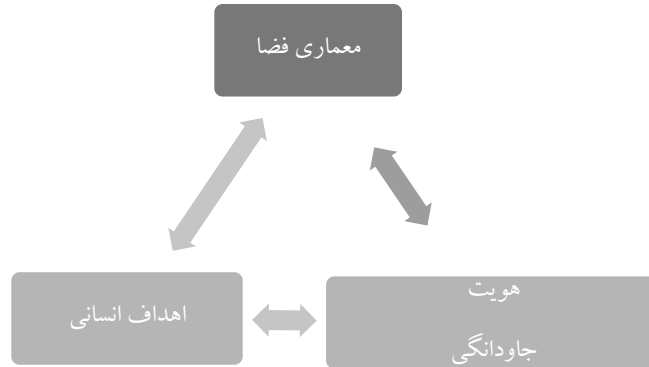 معماری فضا
هویت
جاودانگی
اهداف انسانی